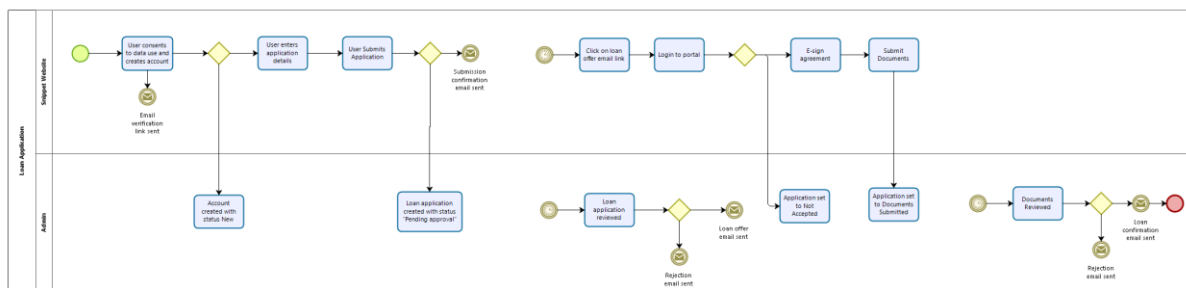 Loan Application
Snippet Website
Admin
User consents
to data use and
creates account
Email
verification
link sent
User enters
application
details
User Submits
Application
Submission
confirmation
email sent
Click on loan
offer email link
Login to portal
E-sign
agreement
Submit
Documents
Account
created with
status New
Loan application
created with status
"Pending approval"
Loan
application
reviewed
Loan offer
email sent
Rejection
email sent
Application set
to Not
Accepted
Application set
to Documents
Submitted
Documents
Reviewed
Loan
confirmation
email sent
Rejection
email sent